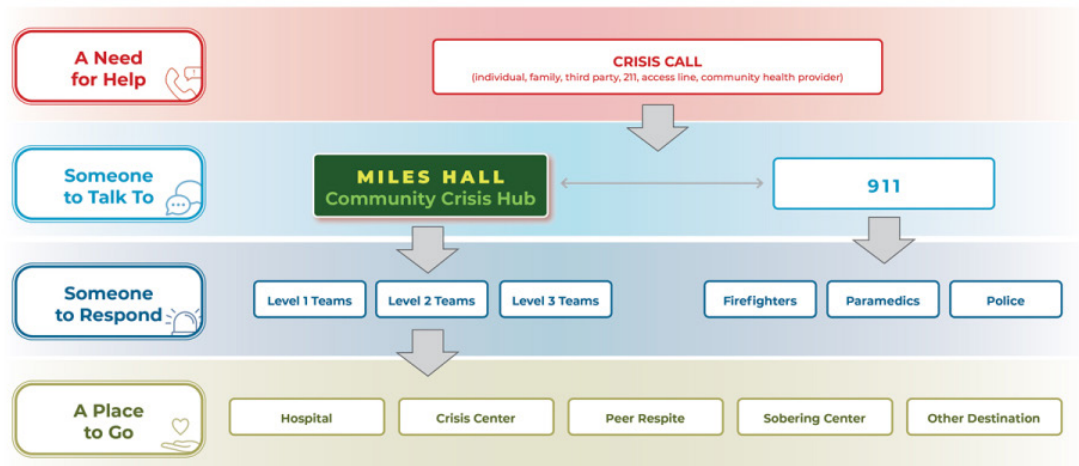 A Need
for Help
CRISIS CALL
(individual, family, third party, 211, access line, community health provider)
Someone
to Talk To
MILES HALL
Community Crisis Hub
911
Someone
to Respond
Level 1 Teams
Level 2 Teams
Level 3 Teams
Firefighters
Paramedics
Police
A Place
to Go
Hospital
Crisis Center
Peer Respite
Sobering Center
Other Destination